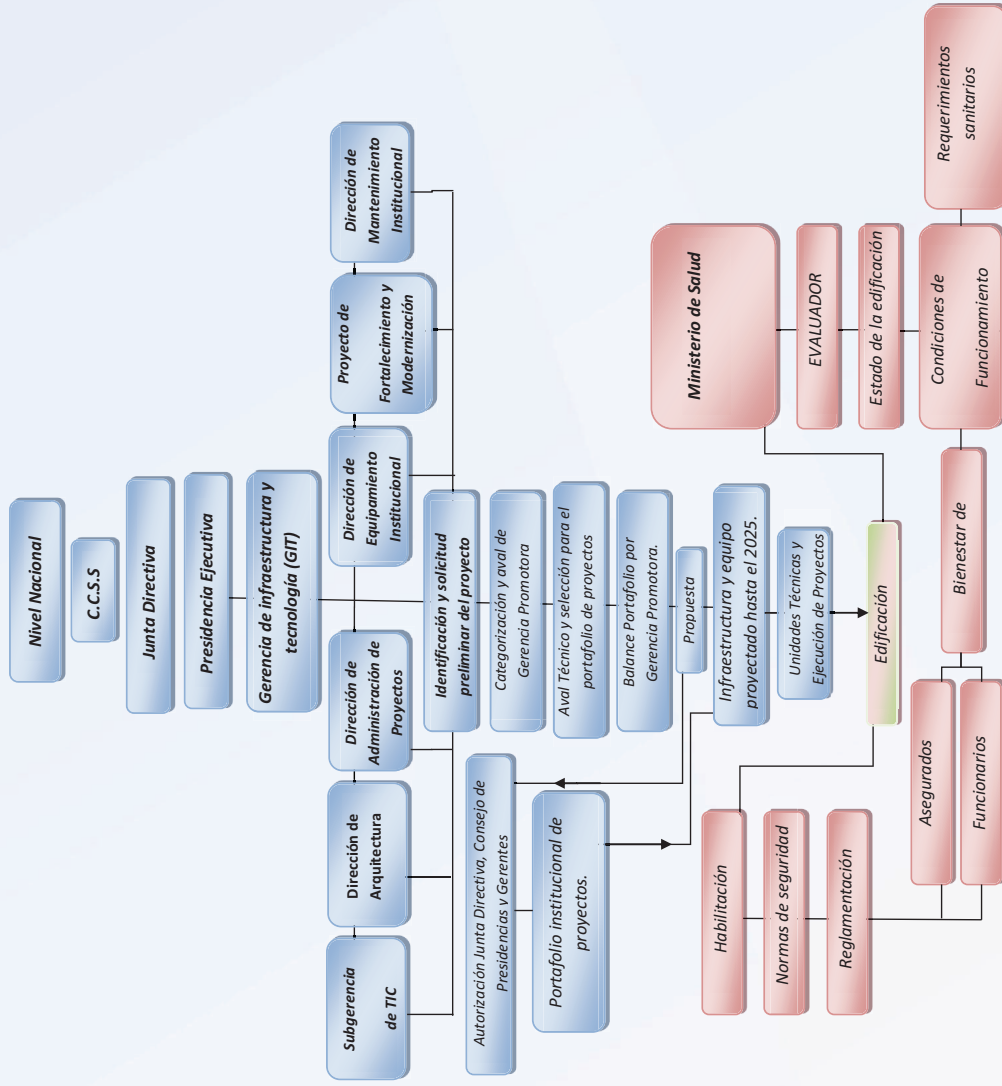 Nivel Nacional
C.C.S.S
Junta Directiva
Presidencia Ejecutiva
Gerencia de infraestructura y
tecnología (GIT)
Subgerencia
de TIC
Dirección de
Arquitectura
Dirección de
Administración de
Proyectos
Dirección de
Equipamiento
Institucional
Proyecto de
Fortalecimiento y
Modernización
Dirección de
Mantenimiento
Institucional
Identificación y solicitud
preliminar del proyecto
Categorización y aval de
Gerencia Promotora
Aval Técnico y selección para el
portafolio de proyectos
Balance Portafolio por
Gerencia Promotora.
Propuesta
Autorización Junta Directiva, Consejo de
Presidencias y Gerentes
Portafolio institucional de
proyectos.
Infraestructura y equipo
proyectado hasta el 2025.
Unidades Técnicas y
Ejecución de Proyectos
Edificación
Habilitación
Normas de seguridad
Reglamentación
Asegurados
Funcionarios
Bienestar de
Ministerio de Salud
EVALUADOR
Estado de la edificación
Condiciones de
Funcionamiento
Requerimientos
sanitarios